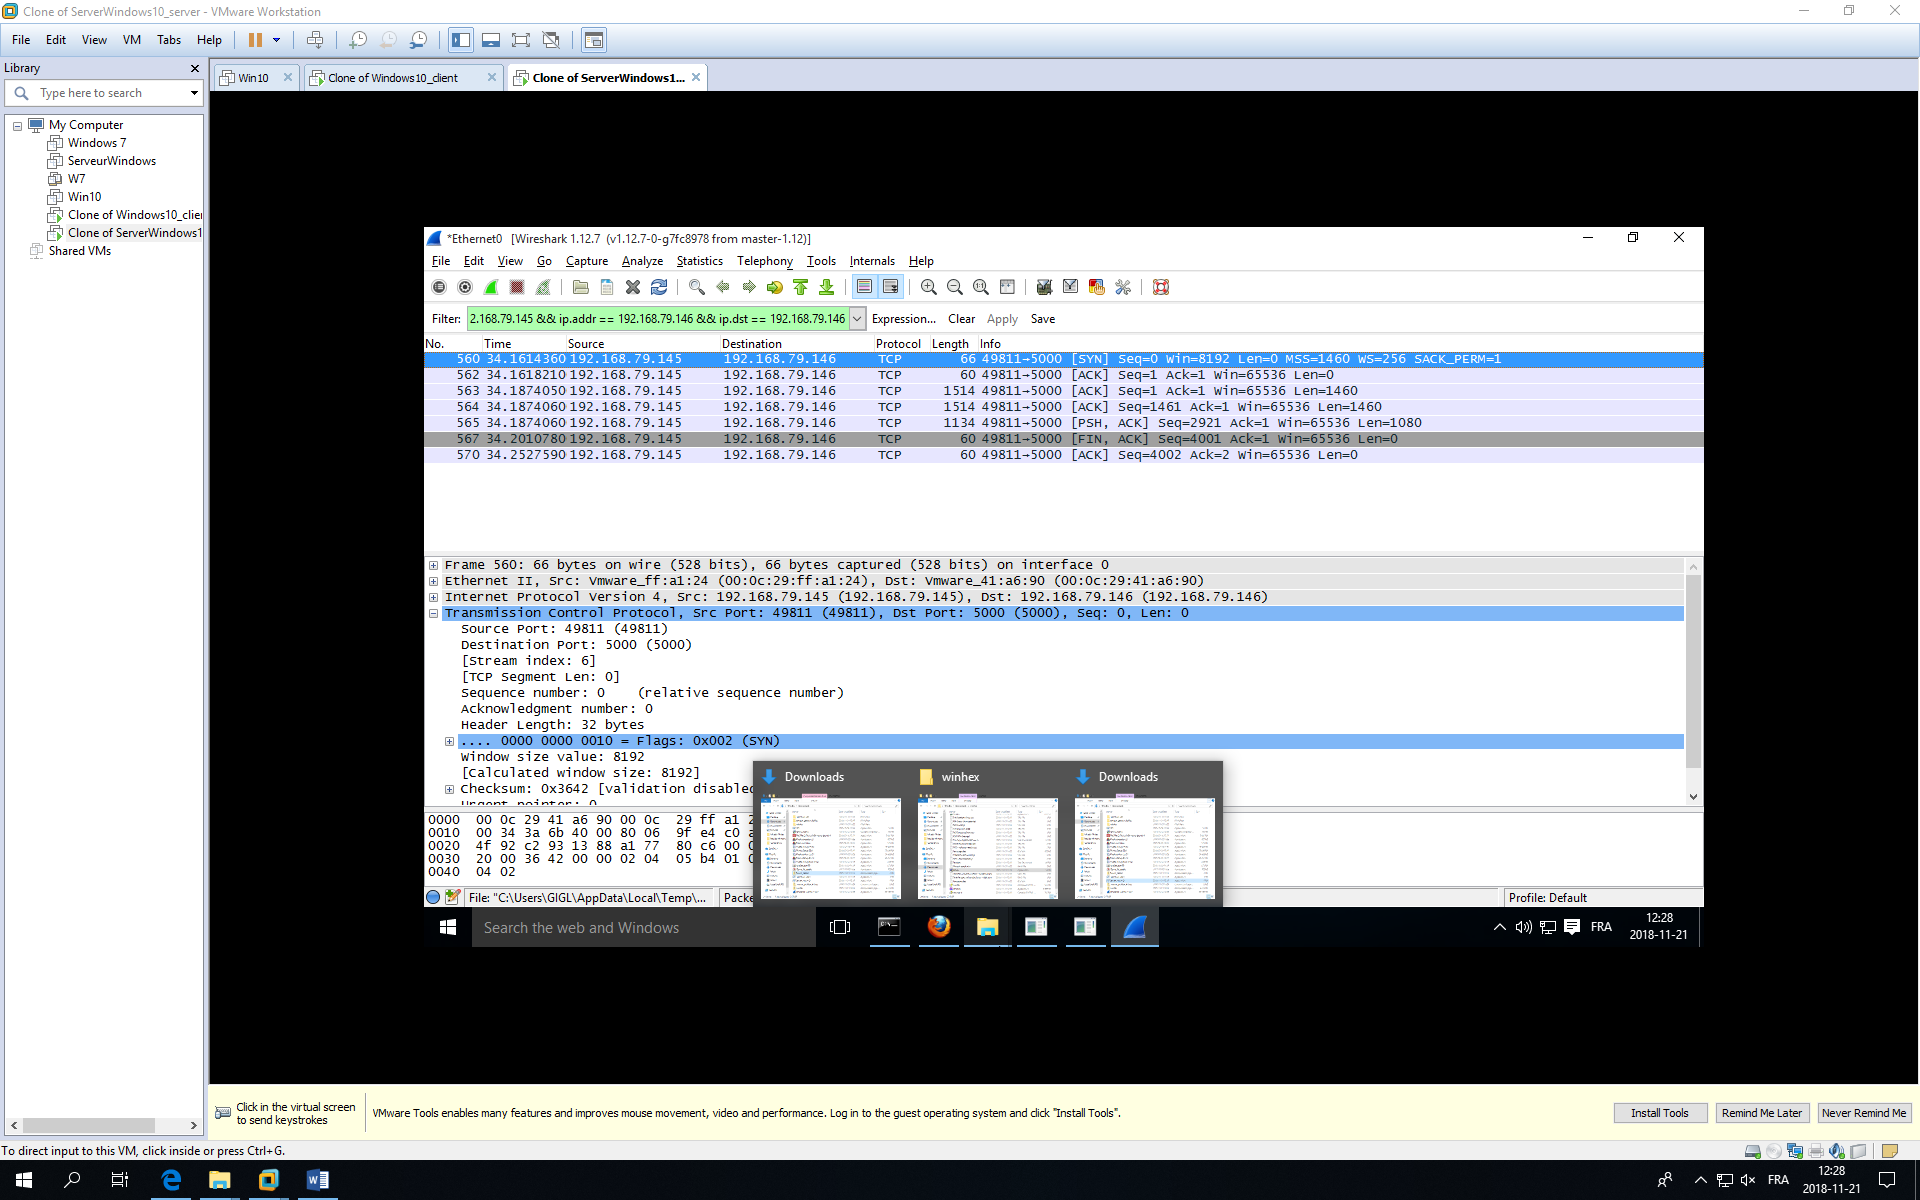 Clone of ServerWindows10_server - VMware Workstation
File Edit View VM Tabs Help
Library
Type here to search
My Computer
Windows 7
ServeurWindows
W7
Win10
Clone of Windows10_clier
Clone of ServerWindows1
Shared VMs
Win10
Clone of Windows10_client
Clone of ServerWindows1...
*Ethernet0 [Wireshark 1.12.7 (v1.12.7-0-g7fc8978 from master-1.12)]
File Edit View Go Capture Analyze Statistics Telephony Tools Internals Help
Filter: 2.168.79.145 && ip.addr == 192.168.79.146 && ip.dst == 192.168.79.146 Expression... Clear Apply Save
No. Time Source Destination Protocol Length Info
560 34.1614360 192.168.79.145 192.168.79.146 TCP 66 49811→5000 [SYN] Seq=0 Win=8192 Len=0 MSS=1460 WS=256 SACK_PERM=1
562 34.1618210 192.168.79.145 192.168.79.146 TCP 60 49811→5000 [ACK] Seq=1 Ack=1 Win=65536 Len=0
563 34.1874050 192.168.79.145 192.168.79.146 TCP 1514 49811→5000 [ACK] Seq=1 Ack=1 Win=65536 Len=1460
564 34.1874060 192.168.79.145 192.168.79.146 TCP 1514 49811→5000 [ACK] Seq=1461 Ack=1 Win=65536 Len=1460
565 34.1874060 192.168.79.145 192.168.79.146 TCP 1134 49811→5000 [PSH, ACK] Seq=2921 Ack=1 Win=65536 Len=1080
567 34.2010780 192.168.79.145 192.168.79.146 TCP 60 49811→5000 [FIN, ACK] Seq=4001 Ack=1 Win=65536 Len=0
570 34.2527590 192.168.79.145 192.168.79.146 TCP 60 49811→5000 [ACK] Seq=4002 Ack=2 Win=65536 Len=0
Frame 560: 66 bytes on wire (528 bits), 66 bytes captured (528 bits) on interface 0
Ethernet II, Src: Vmware_ff:a1:24 (00:0c:29:ff:a1:24), Dst: Vmware_41:a6:90 (00:0c:29:41:a6:90)
Internet Protocol Version 4, Src: 192.168.79.145 (192.168.79.145), Dst: 192.168.79.146 (192.168.79.146)
Transmission Control Protocol, Src Port: 49811 (49811), Dst Port: 5000 (5000), Seq: 0, Len: 0
Source Port: 49811 (49811)
Destination Port: 5000 (5000)
[Stream index: 6]
[TCP Segment Len: 0]
Sequence number: 0 (relative sequence number)
Acknowledgment number: 0
Header Length: 32 bytes
.... 0000 0000 0010 = Flags: 0x002 (SYN)
Window size value: 8192
[Calculated window size: 8192]
Checksum: 0x3642 [validation disablec
Urgent pointer: 0
Downloads winhex Downloads
0000 00 0c 29 41 a6 90 00 0c 29 ff a1 2
0010 00 34 3a 6b 40 00 80 06 9f e4 c0 a
0020 4f 92 c2 93 13 88 a1 77 80 c6 00 0
0030 20 00 36 42 00 00 02 04 05 b4 01 0
0040 04 02
File: "C:\Users\GIGL\AppData\Local\Temp\... Packe Profile: Default
Search the web and Windows
FRA
12:28
2018-11-21
Click in the virtual screen
to send keystrokes
VMware Tools enables many features and improves mouse movement, video and performance. Log in to the guest operating system and click "Install Tools".
Install Tools Remind Me Later Never Remind Me
To direct input to this VM, click inside or press Ctrl+G.
FRA
12:28
2018-11-21